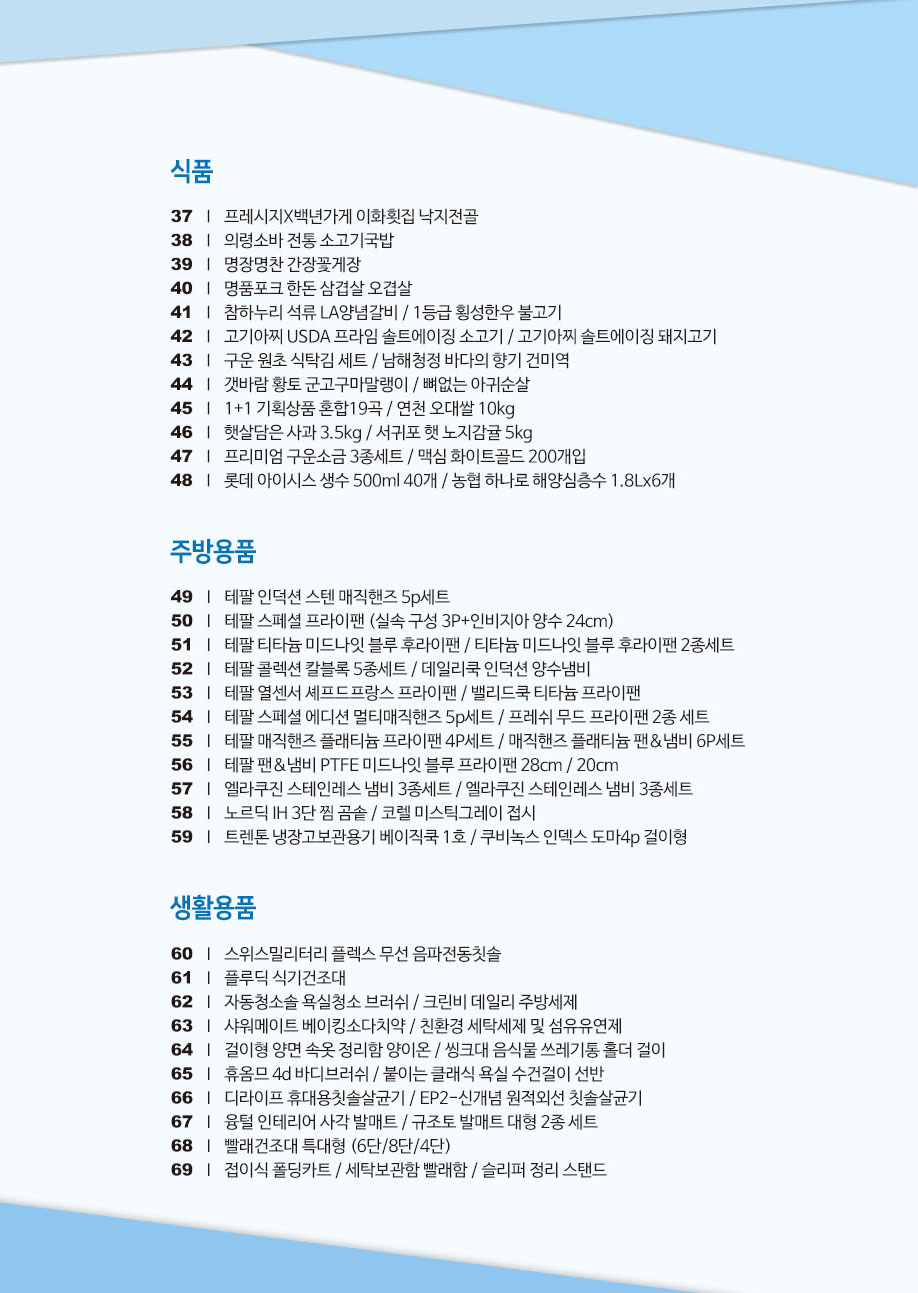 식품
37 | 프레시지X백년가게 이화횟집 낙지전골
38 | 의령소바 전통 소고기국밥
39 | 명장명찬 간장꽃게장
40 | 명품포크 한돈 삼겹살 오겹살
41 | 참하누리 석류 LA양념갈비 / 1등급 횡성한우 불고기
42 | 고기아찌 USDA 프라임 솔트에이징 소고기 / 고기아찌 솔트에이징 돼지고기
43 | 구운 원초 식탁김 세트 / 남해청정 바다의 향기 건미역
44 | 갯바람 황토 군고구마말랭이 / 뼈없는 아귀순살
45 | 1+1 기획상품 혼합19곡 / 연천 오대쌀 10kg
46 | 햇살담은 사과 3.5kg / 서귀포 햇 노지감귤 5kg
47 | 프리미엄 구운소금 3종세트 / 맥심 화이트골드 200개입
48 | 롯데 아이시스 생수 500ml 40개 / 농협 하나로 해양심층수 1.8Lx6개
주방용품
49 | 테팔 인덕션 스텐 매직핸즈 5p세트
50 | 테팔 스페셜 프라이팬 (실속 구성 3P+인비지아 양수 24cm)
51 | 테팔 티타늄 미드나잇 블루 후라이팬 / 티타늄 미드나잇 블루 후라이팬 2종세트
52 | 테팔 콜렉션 칼블록 5종세트 / 데일리쿡 인덕션 양수냄비
53 | 테팔 열센서 셰프드프랑스 프라이팬 / 밸리드쿡 티타늄 프라이팬
54 | 테팔 스페셜 에디션 멀티매직핸즈 5p세트 / 프레쉬 무드 프라이팬 2종 세트
55 | 테팔 매직핸즈 플래티늄 프라이팬 4P세트 / 매직핸즈 플래티늄 팬&냄비 6P세트
56 | 테팔 팬&냄비 PTFE 미드나잇 블루 프라이팬 28cm / 20cm
57 | 엘라쿠진 스테인레스 냄비 3종세트 / 엘라쿠진 스테인레스 냄비 3종세트
58 | 노르딕 IH 3단 찜 곰솥 / 코렐 미스틱그레이 접시
59 | 트렌톤 냉장고보관용기 베이직쿡 1호 / 쿠비녹스 인덱스 도마4p 걸이형
생활용품
60 | 스위스밀리터리 플렉스 무선 음파전동칫솔
61 | 플루딕 식기건조대
62 | 자동청소솔 욕실청소 브러쉬 / 크린비 데일리 주방세제
63 | 샤워메이트 베이킹소다치약 / 친환경 세탁세제 및 섬유유연제
64 | 걸이형 양면 속옷 정리함 양이온 / 씽크대 음식물 쓰레기통 홀더 걸이
65 | 휴옴므 4d 바디브러쉬 / 붙이는 클래식 욕실 수건걸이 선반
66 | 디라이프 휴대용칫솔살균기 / EP2-신개념 원적외선 칫솔살균기
67 | 융털 인테리어 사각 발매트 / 규조토 발매트 대형 2종 세트
68 | 빨래건조대 특대형 (6단/8단/4단)
69 | 접이식 폴딩카트 / 세탁보관함 빨래함 / 슬리퍼 정리 스탠드